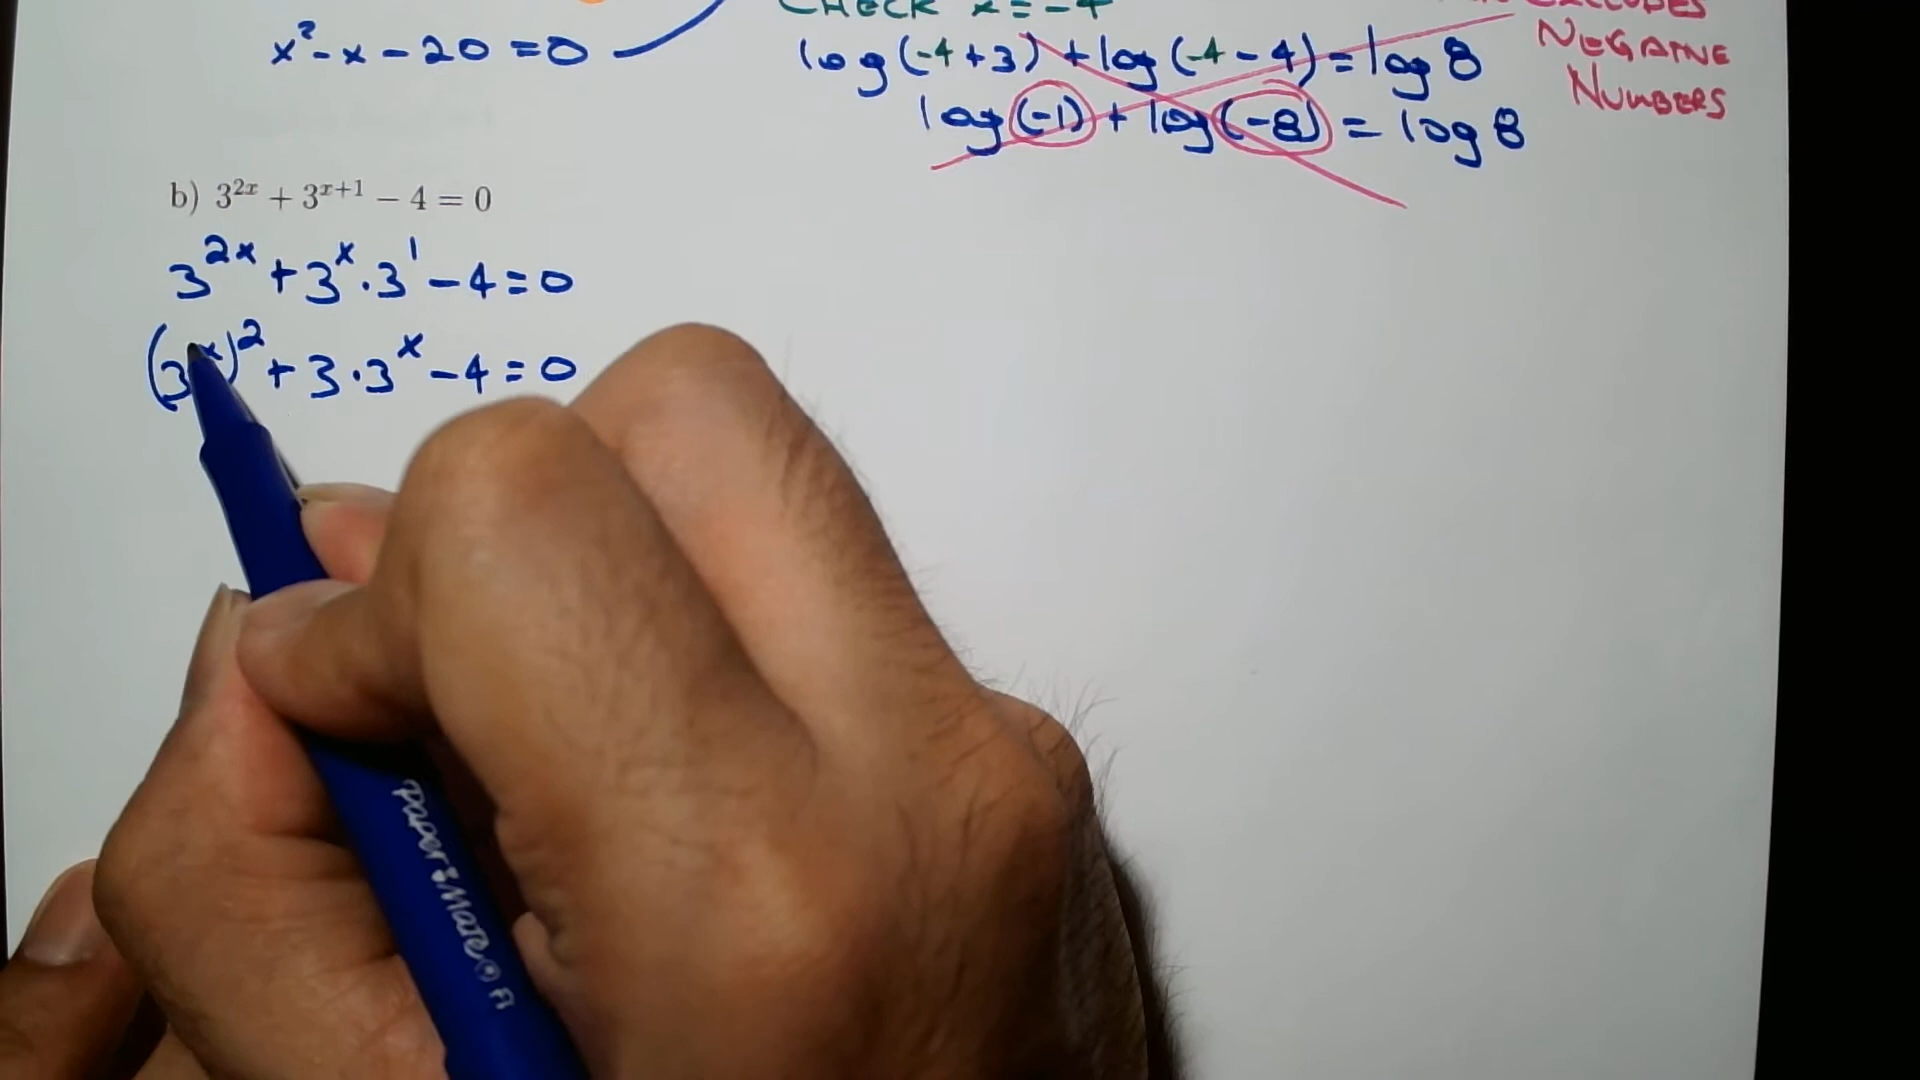 CHECK x = -4
x² - x - 20 = 0
log(-4+3) + log(-4-4) = log 8
log(-1) + log(-8) = log 8
NEGATIVE
NUMBERS
b) 3^{2x} + 3^{x+1} − 4 = 0
3^{2x} + 3^x · 3^1 - 4 = 0
(3^x)^2 + 3 · 3^x - 4 = 0
PaperMate